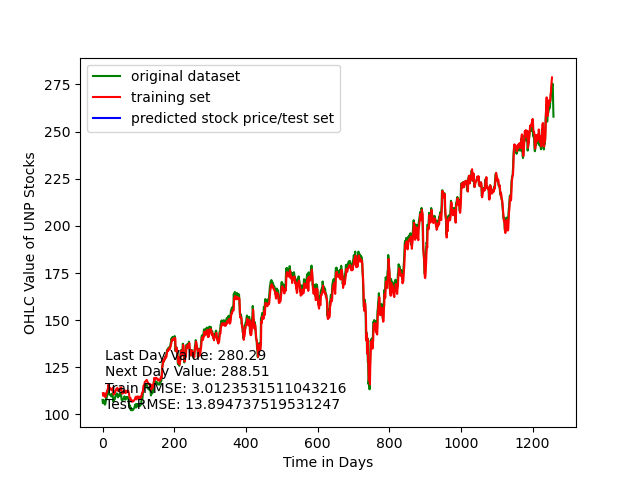 original dataset
training set
predicted stock price/test set
OHLC Value of UNP Stocks
275
250
225
200
175
150
125
100
Last Day Value: 280.29
Next Day Value: 288.51
Train RMSE: 3.0123531511043216
Test RMSE: 13.894737519531247
0 200 400 600 800 1000 1200
Time in Days